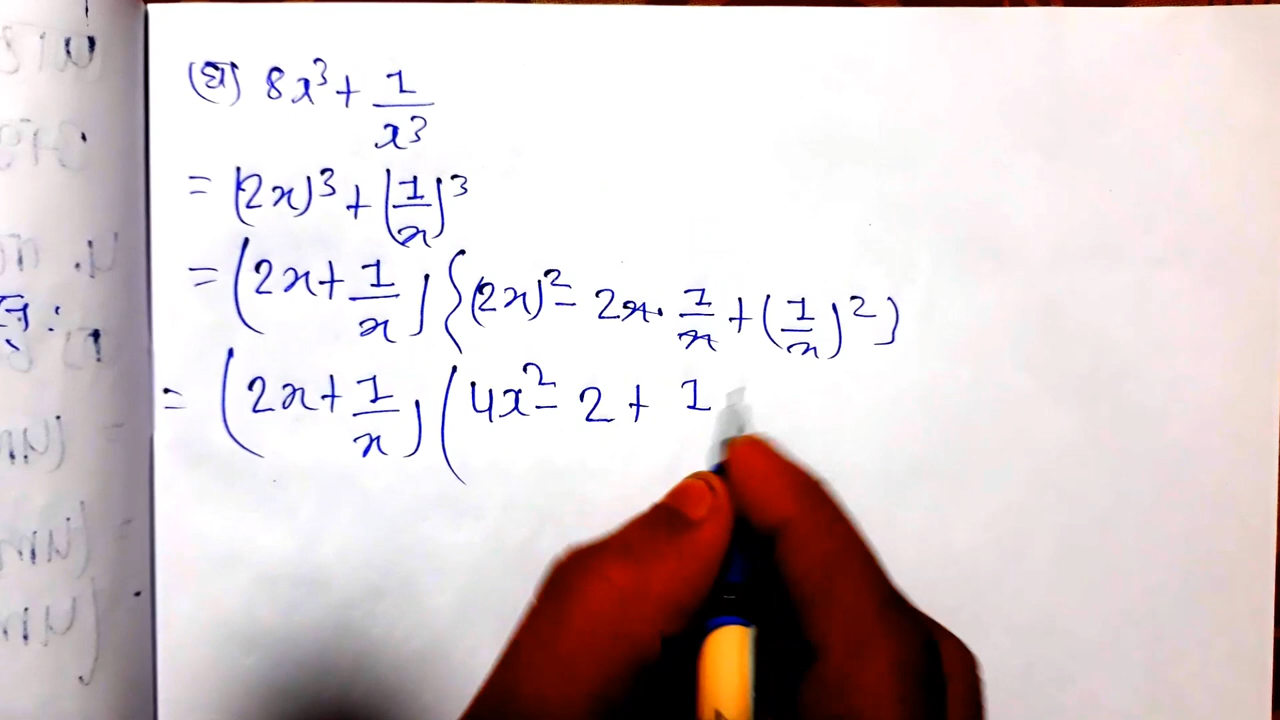 (घ) 8x³ + 1/x³
= (2x)³ + (1/x)³
= (2x + 1/x) {(2x)² - 2x · 1/x + (1/x)²}
= (2x + 1/x) (4x² - 2 + 1